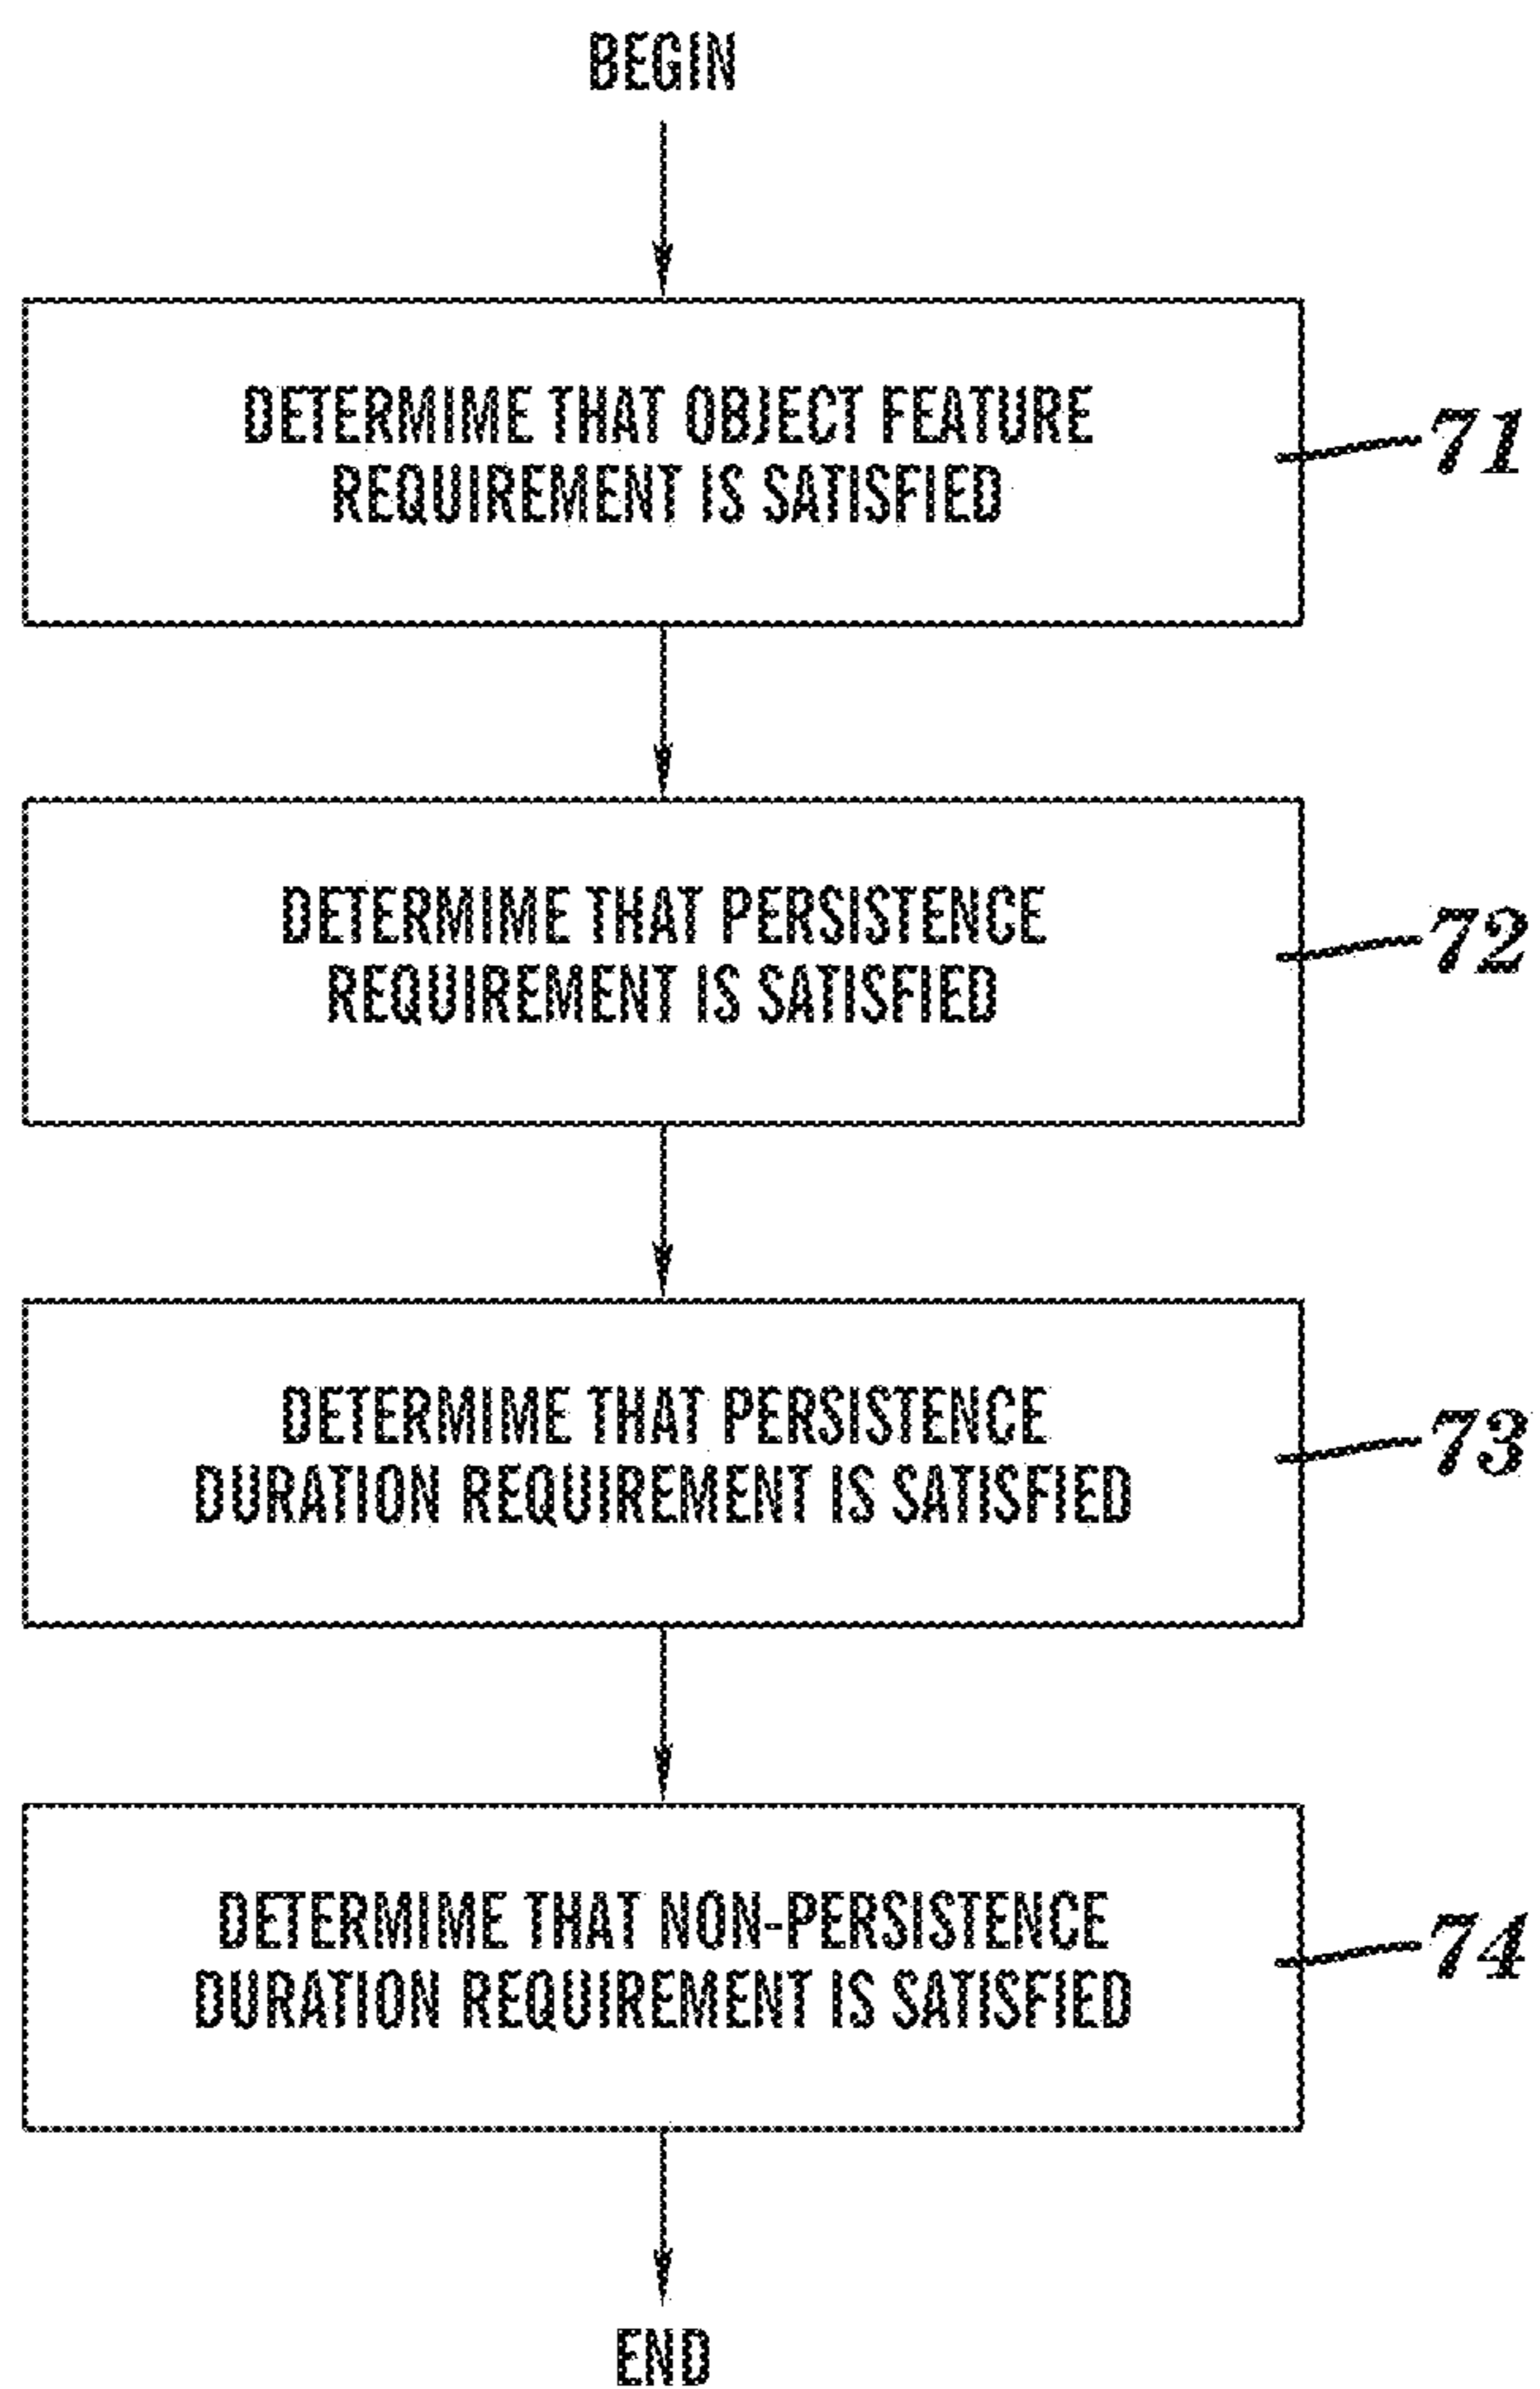 BEGIN
DETERMIME THAT OBJECT FEATURE
REQUIREMENT IS SATISFIED
71
DETERMIME THAT PERSISTENCE
REQUIREMENT IS SATISFIED
72
DETERMIME THAT PERSISTENCE
DURATION REQUIREMENT IS SATISFIED
73
DETERMIME THAT NON-PERSISTENCE
DURATION REQUIREMENT IS SATISFIED
74
END